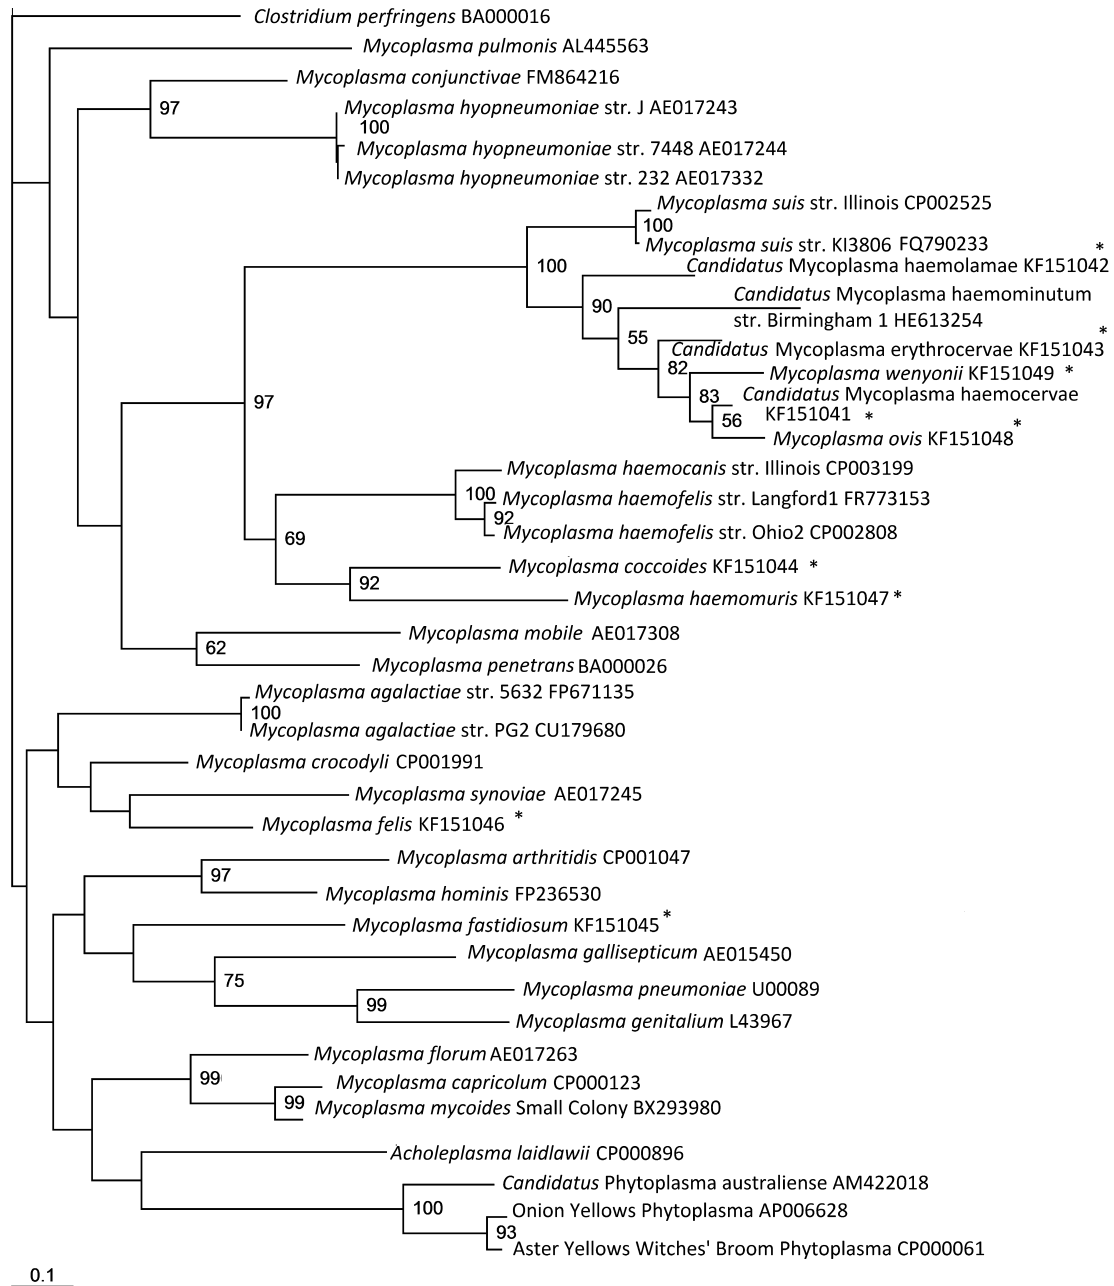 Clostridium perfringens BA000016
Mycoplasma pulmonis AL445563
Mycoplasma conjunctivae FM864216
97
Mycoplasma hyopneumoniae str. J AE017243
100
Mycoplasma hyopneumoniae str. 7448 AE017244
Mycoplasma hyopneumoniae str. 232 AE017332
Mycoplasma suis str. Illinois CP002525
100
Mycoplasma suis str. KI3806 FQ790233 *
100
Candidatus Mycoplasma haemolamae KF151042
Candidatus Mycoplasma haemominutum
90
str. Birmingham 1 HE613254
55
*
Candidatus Mycoplasma erythrocervae KF151043
82
Mycoplasma wenyonii KF151049 *
83
Candidatus Mycoplasma haemocervae
KF151041 *
97
56
Mycoplasma ovis KF151048*
Mycoplasma haemocanis str. Illinois CP003199
100
Mycoplasma haemofelis str. Langford1 FR773153
92
Mycoplasma haemofelis str. Ohio2 CP002808
69
Mycoplasma coccoides KF151044 *
92
Mycoplasma haemomuris KF151047 *
Mycoplasma mobile AE017308
62
Mycoplasma penetrans BA000026
Mycoplasma agalactiae str. 5632 FP671135
100
Mycoplasma agalactiae str. PG2 CU179680
Mycoplasma crocodyli CP001991
Mycoplasma synoviae AE017245
Mycoplasma felis KF151046 *
Mycoplasma arthritidis CP001047
97
Mycoplasma hominis FP236530
Mycoplasma fastidiosum KF151045 *
Mycoplasma gallisepticum AE015450
75
Mycoplasma pneumoniae U00089
99
Mycoplasma genitalium L43967
Mycoplasma florum AE017263
99
Mycoplasma capricolum CP000123
99
Mycoplasma mycoides Small Colony BX293980
Acholeplasma laidlawii CP000896
Candidatus Phytoplasma australiense AM422018
100
Onion Yellows Phytoplasma AP006628
93
Aster Yellows Witches' Broom Phytoplasma CP000061
0.1